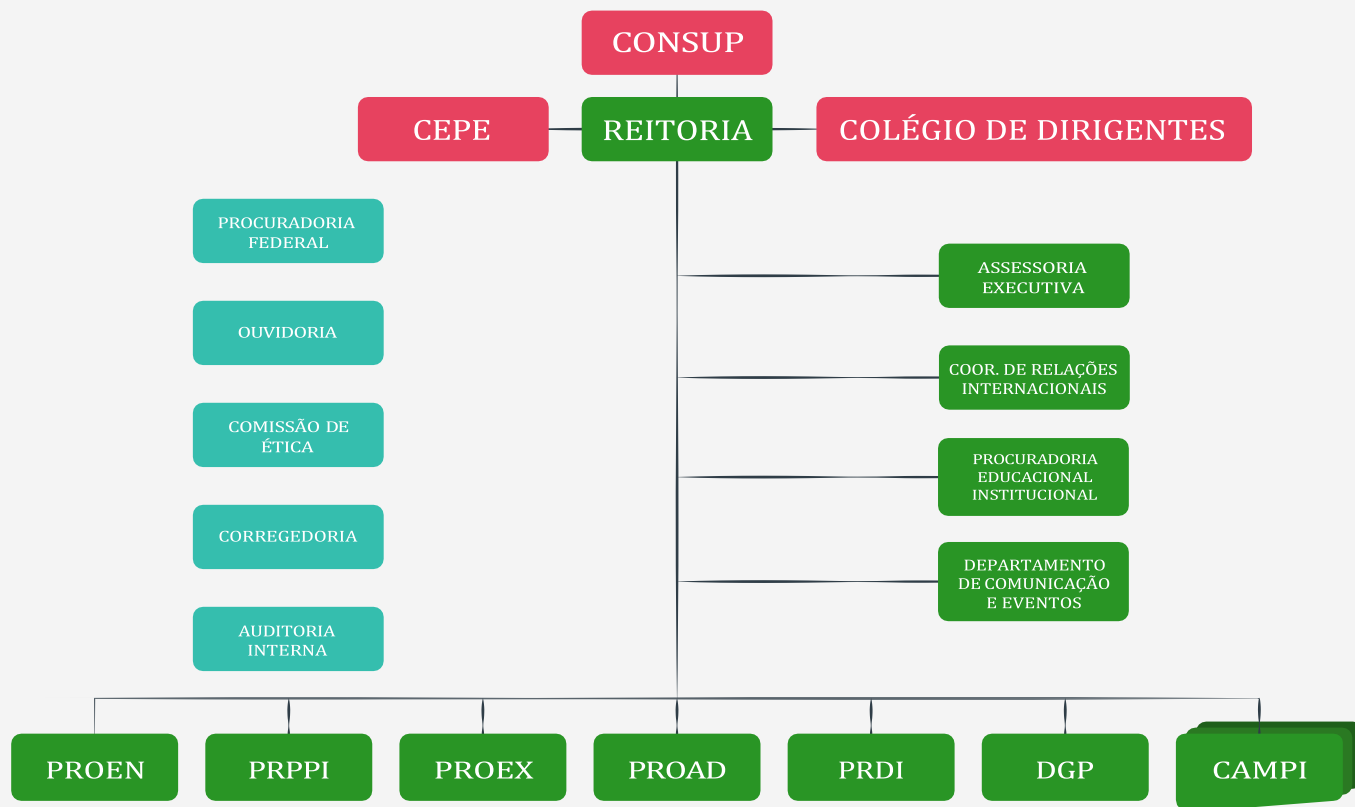 CONSUP
CEPE
REITORIA
COLÉGIO DE DIRIGENTES
PROCURADORIA
FEDERAL
OUVIDORIA
COMISSÃO DE
ÉTICA
CORREGEDORIA
AUDITORIA
INTERNA
ASSESSORIA
EXECUTIVA
COOR. DE RELAÇÕES
INTERNACIONAIS
PROCURADORIA
EDUCACIONAL
INSTITUCIONAL
DEPARTAMENTO
DE COMUNICAÇÃO
E EVENTOS
PROEN
PRPPI
PROEX
PROAD
PRDI
DGP
CAMPI